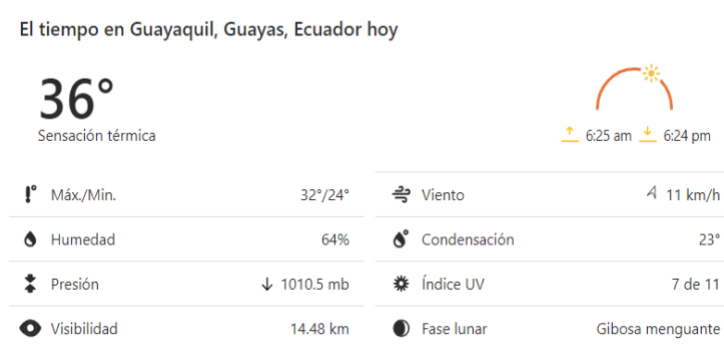 El tiempo en Guayaquil, Guayas, Ecuador hoy
36°
Sensación térmica
6:25 am 6:24 pm
Máx./Min. 32°/24°
Viento 11 km/h
Humedad 64%
Condensación 23°
Presión ↓ 1010.5 mb
Índice UV 7 de 11
Visibilidad 14.48 km
Fase lunar Gibosa menguante